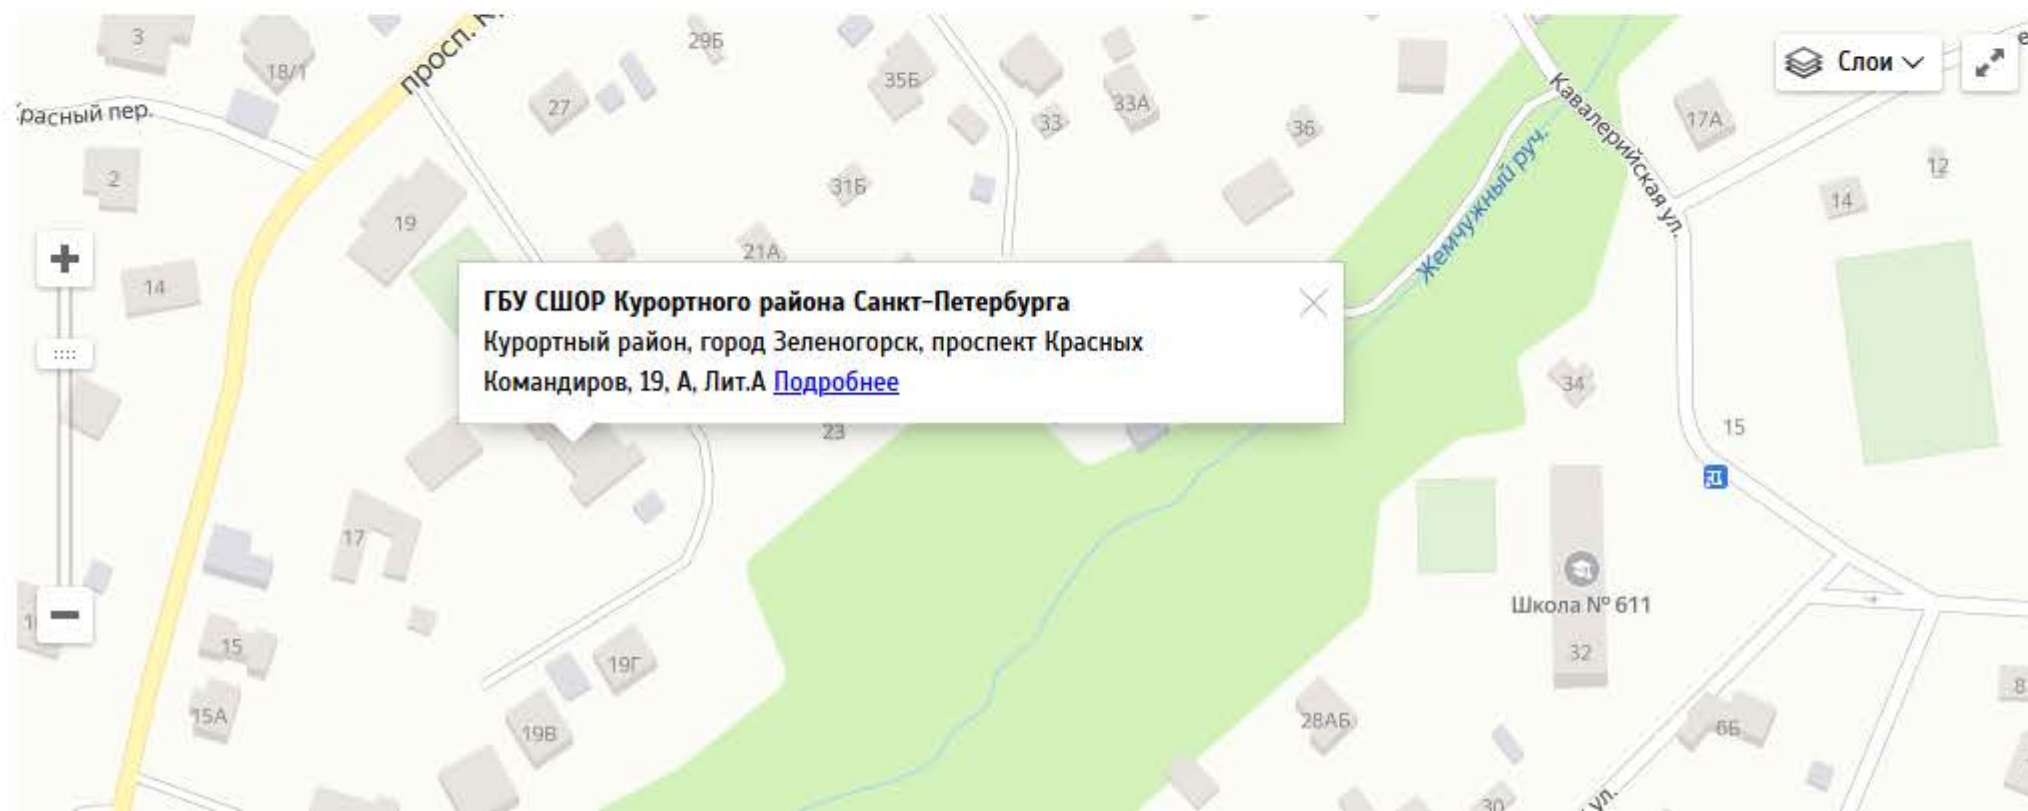 3
18/1
просп. К
29Б
35Б
27
33
33А
36
Кавалерийская ул.
17А
Слои
красный пер.
2
19
31Б
Жемчужный руч.
14
12
14
21А
ГБУ СШОР Курортного района Санкт-Петербурга
Курортный район, город Зеленогорск, проспект Красных
Командиров, 19, А, Лит.А Подробнее
23
34
15
17
Школа № 611
32
15
19Г
15А
19В
28АБ
6Б
8
30
ул.